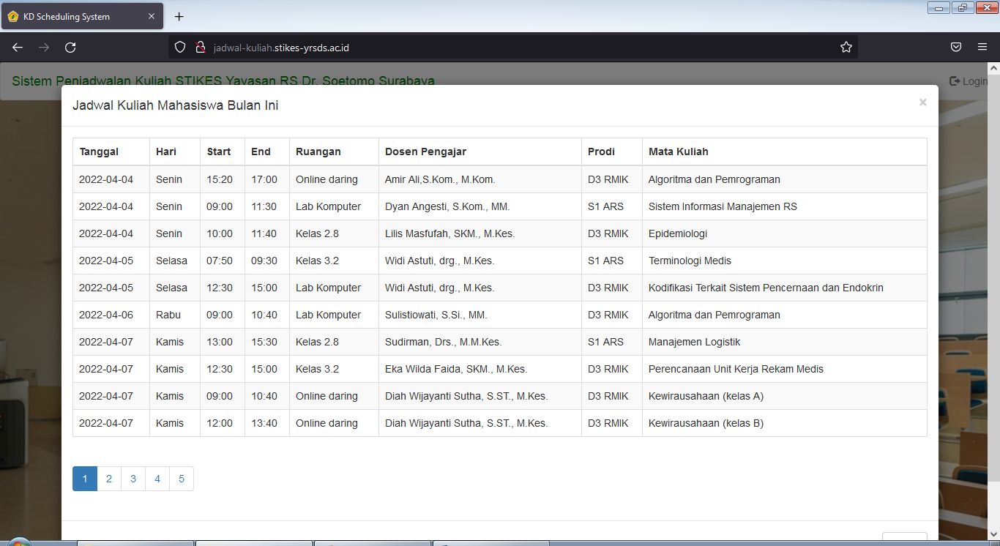 KD Scheduling System
jadwal-kuliah.stikes-yrsds.ac.id
Sistem Penjadwalan Kuliah STIKES Yayasan RS Dr. Soetomo Surabaya
Login
Jadwal Kuliah Mahasiswa Bulan Ini ×
Tanggal Hari Start End Ruangan Dosen Pengajar Prodi Mata Kuliah
2022-04-04 Senin 15:20 17:00 Online daring Amir Ali,S.Kom., M.Kom. D3 RMIK Algoritma dan Pemrograman
2022-04-04 Senin 09:00 11:30 Lab Komputer Dyan Angesti, S.Kom., MM. S1 ARS Sistem Informasi Manajemen RS
2022-04-04 Senin 10:00 11:40 Kelas 2.8 Lilis Masfufah, SKM., M.Kes. D3 RMIK Epidemiologi
2022-04-05 Selasa 07:50 09:30 Kelas 3.2 Widi Astuti, drg., M.Kes. S1 ARS Terminologi Medis
2022-04-05 Selasa 12:30 15:00 Lab Komputer Widi Astuti, drg., M.Kes. D3 RMIK Kodifikasi Terkait Sistem Pencernaan dan Endokrin
2022-04-06 Rabu 09:00 10:40 Lab Komputer Sulistiowati, S.Si., MM. D3 RMIK Algoritma dan Pemrograman
2022-04-07 Kamis 13:00 15:30 Kelas 2.8 Sudirman, Drs., M.M.Kes. S1 ARS Manajemen Logistik
2022-04-07 Kamis 12:30 15:00 Kelas 3.2 Eka Wilda Faida, SKM., M.Kes. D3 RMIK Perencanaan Unit Kerja Rekam Medis
2022-04-07 Kamis 09:00 10:40 Online daring Diah Wijayanti Sutha, S.ST., M.Kes. D3 RMIK Kewirausahaan (kelas A)
2022-04-07 Kamis 12:00 13:40 Online daring Diah Wijayanti Sutha, S.ST., M.Kes. D3 RMIK Kewirausahaan (kelas B)
1 2 3 4 5